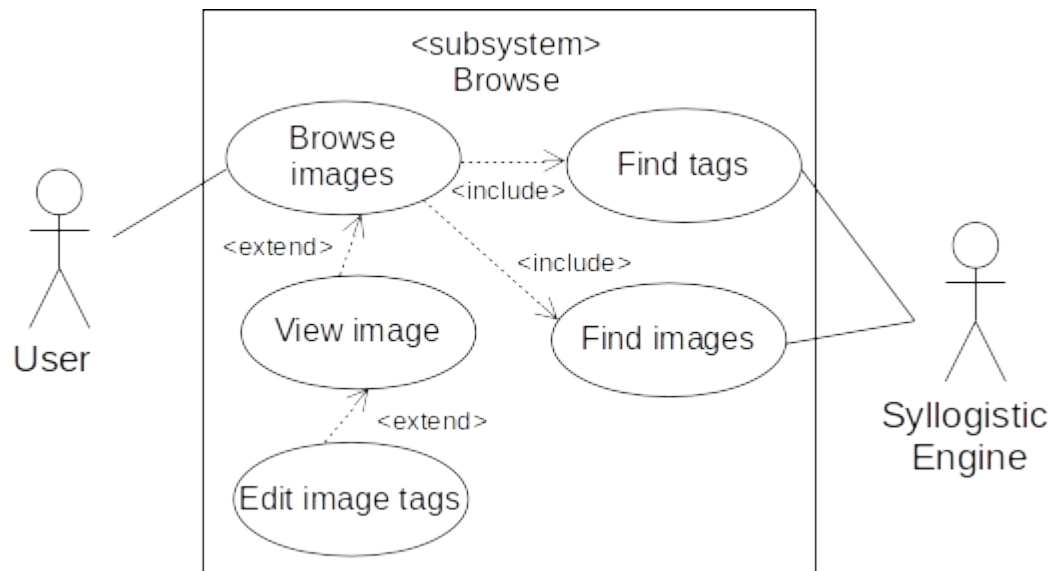 <subsystem>
Browse
Browse
images
Find tags
<include>
<extend>
<include>
View image
Find images
<extend>
Edit image tags
User
Syllogistic
Engine